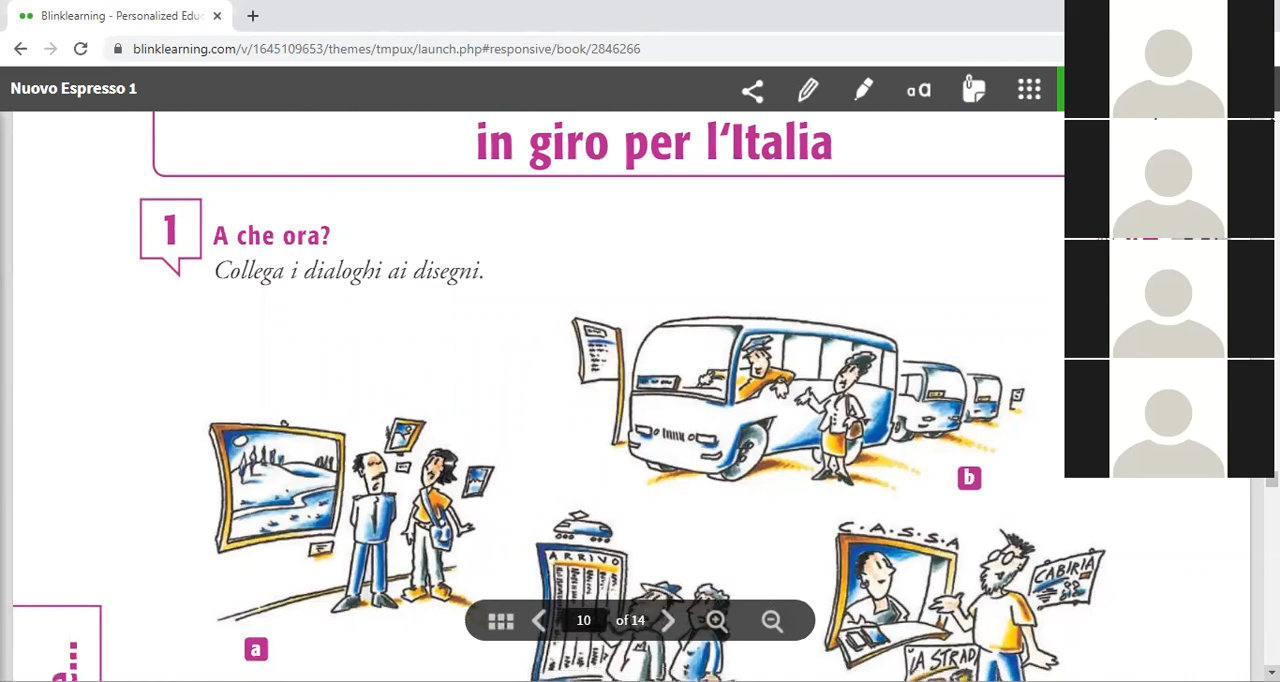 Blinklearning - Personalized Educ
blinklearning.com/v/1645109653/themes/tmpux/launch.php#responsive/book/2846266
Nuovo Espresso 1
aa
in giro per l‘Italia
1
A che ora?
Collega i dialoghi ai disegni.
b
ARRIVO
C.A.S.S.A
CABIRIA
LA STRAD
10 of 14
a